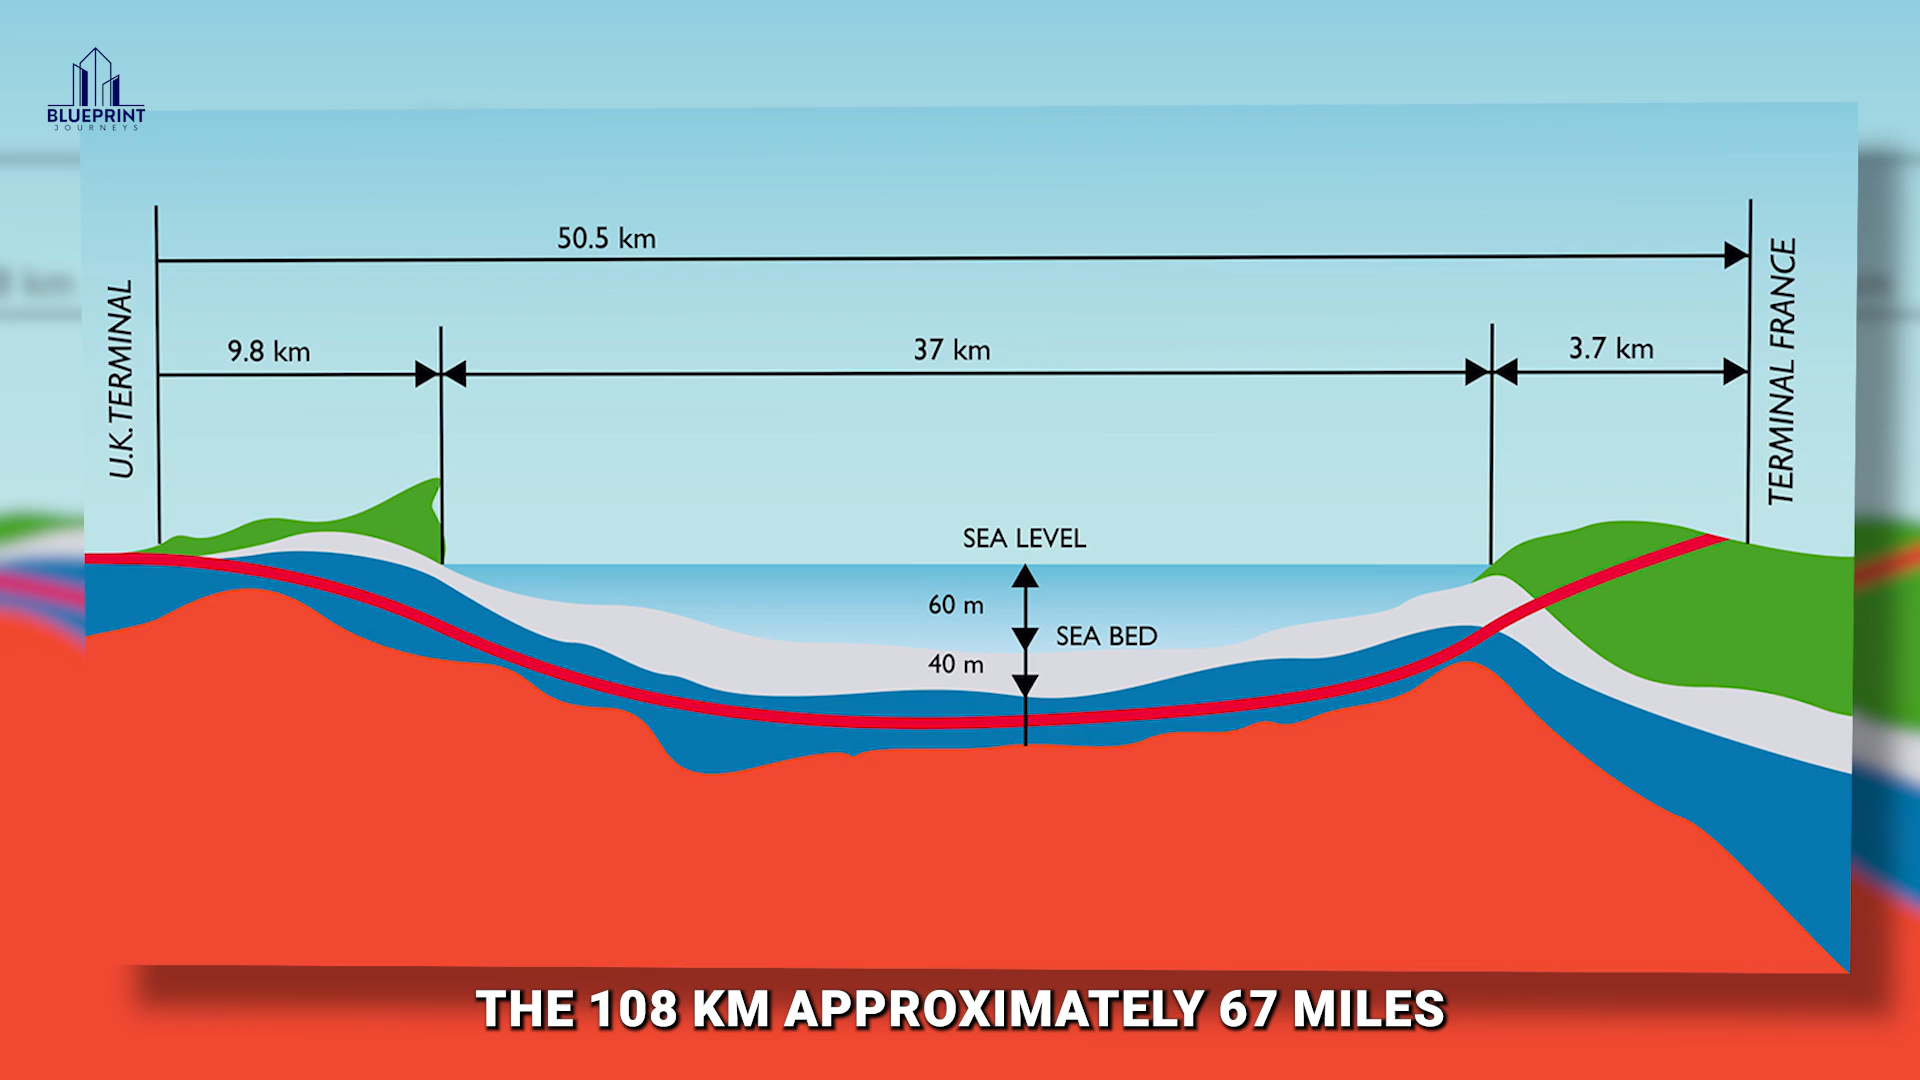 BLUEPRINT
JOURNEYS
50.5 km
U.K. TERMINAL
TERMINAL FRANCE
9.8 km
37 km
3.7 km
SEA LEVEL
60 m
SEA BED
40 m
THE 108 KM APPROXIMATELY 67 MILES